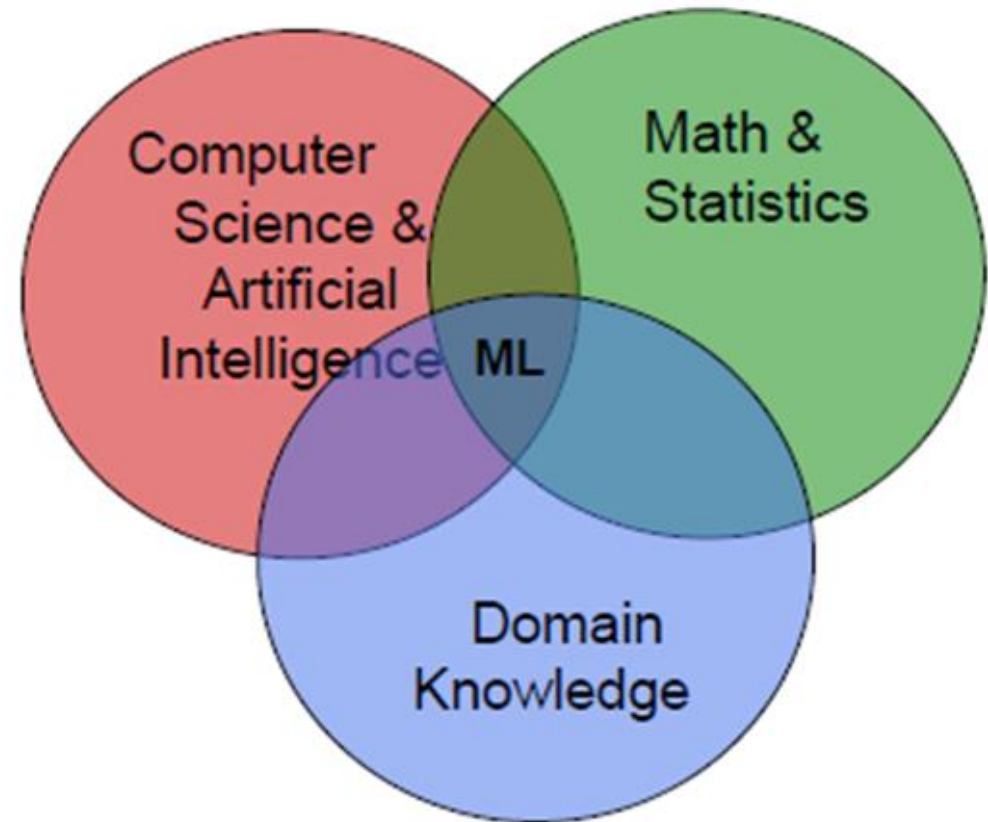 Computer
Science &
Artificial
Intelligence
Math &
Statistics
ML
Domain
Knowledge